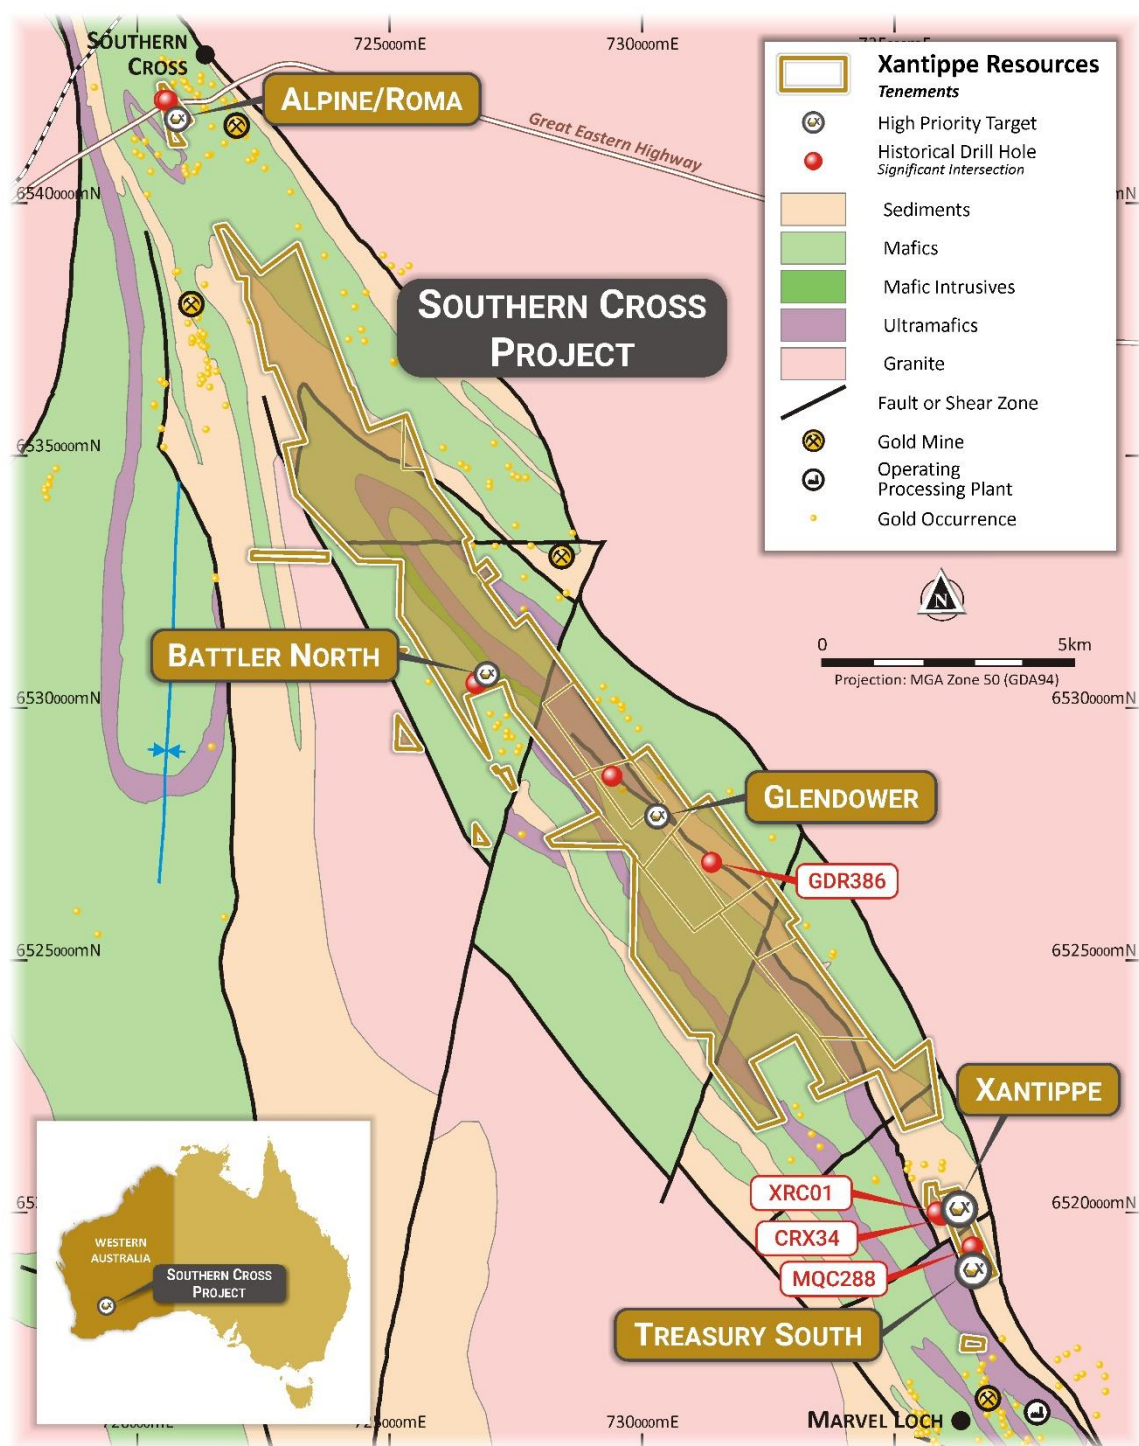 SOUTHERN
CROSS
725000mE
730000mE
ALPINE/ROMA
Great Eastern Highway
Xantippe Resources
Tenements
High Priority Target
Historical Drill Hole
Significant Intersection
Sediments
Mafics
Mafic Intrusives
Ultramafics
Granite
Fault or Shear Zone
Gold Mine
Operating
Processing Plant
Gold Occurrence
6540000mN
SOUTHERN CROSS
PROJECT
6535000mN
N
0 5km
Projection: MGA Zone 50 (GDA94)
BATTLER NORTH
6530000mN
GLENDOWER
GDR386
6525000mN
6525000mN
XANTIPPE
XRC01
CRX34
MQC288
6520000mN
TREASURY SOUTH
WESTERN
AUSTRALIA
SOUTHERN CROSS
PROJECT
730000mE
MARVEL LOCH